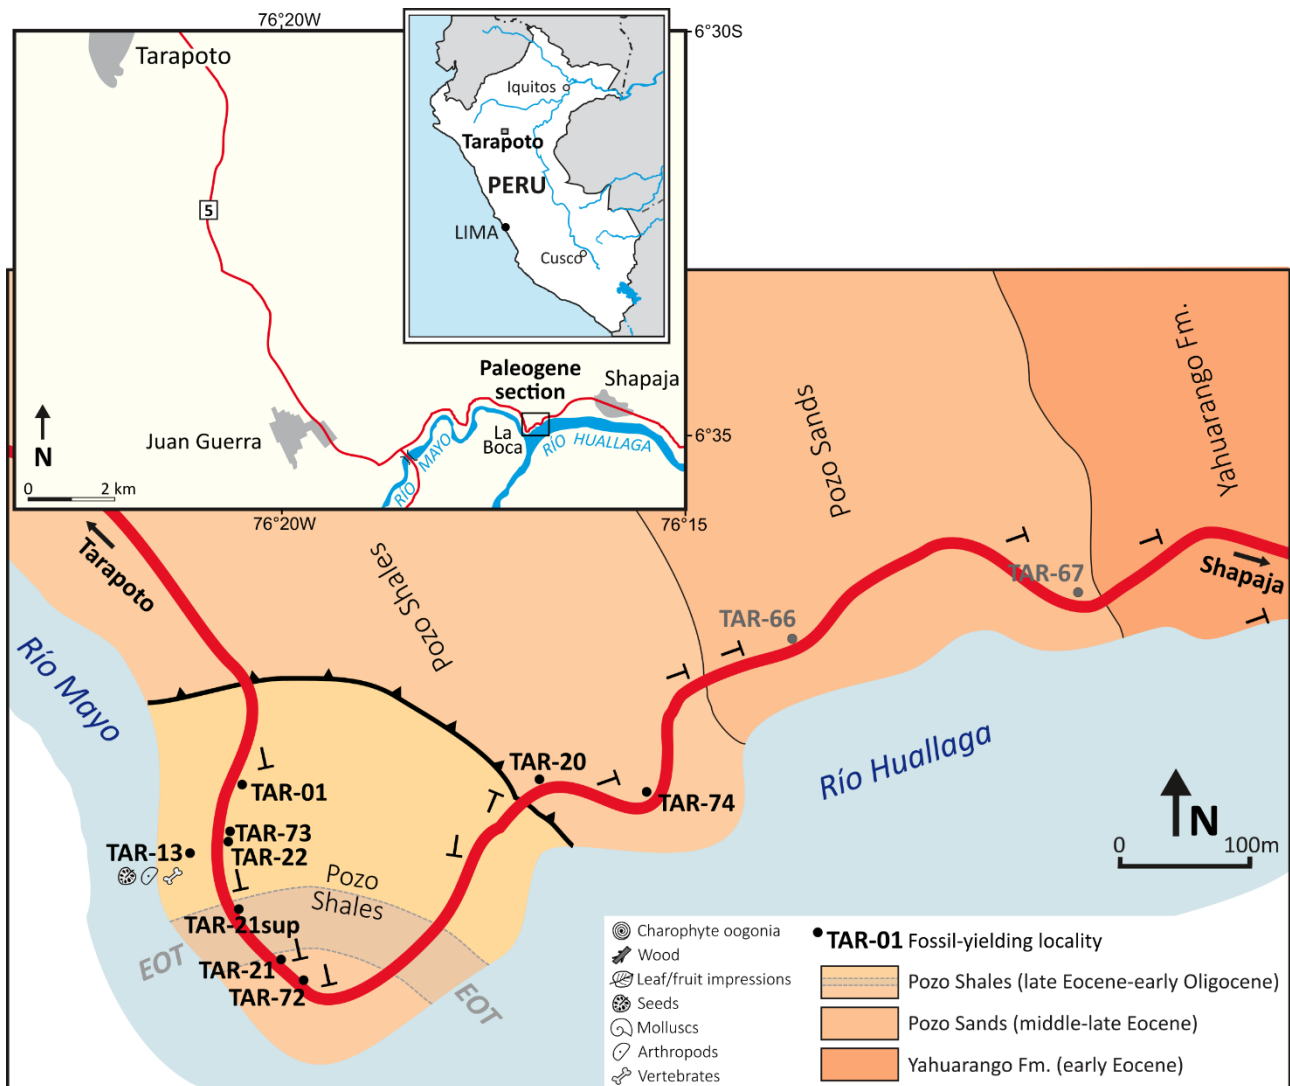 76°20W
6°30S
Tarapoto
Iquitos
Tarapoto
PERU
LIMA
Cusco
5
Paleogene
section
Shapaja
Juan Guerra
La
Boca
RÍO MAYO
RÍO HUALLAGA
6°35
N
0 2 km
76°20W
76°15
Tarapoto
Pozo Shales
Pozo Sands
Yahuarango Fm.
Shapaja
TAR-67
TAR-66
Río Mayo
Río Huallaga
TAR-20
TAR-74
TAR-01
TAR-73
TAR-22
TAR-13
Pozo
Shales
TAR-21sup
EOT
TAR-21
TAR-72
EOT
N
0 100m
Charophyte oogonia
Wood
Leaf/fruit impressions
Seeds
Molluscs
Arthropods
Vertebrates
TAR-01 Fossil-yielding locality
Pozo Shales (late Eocene-early Oligocene)
Pozo Sands (middle-late Eocene)
Yahuarango Fm. (early Eocene)